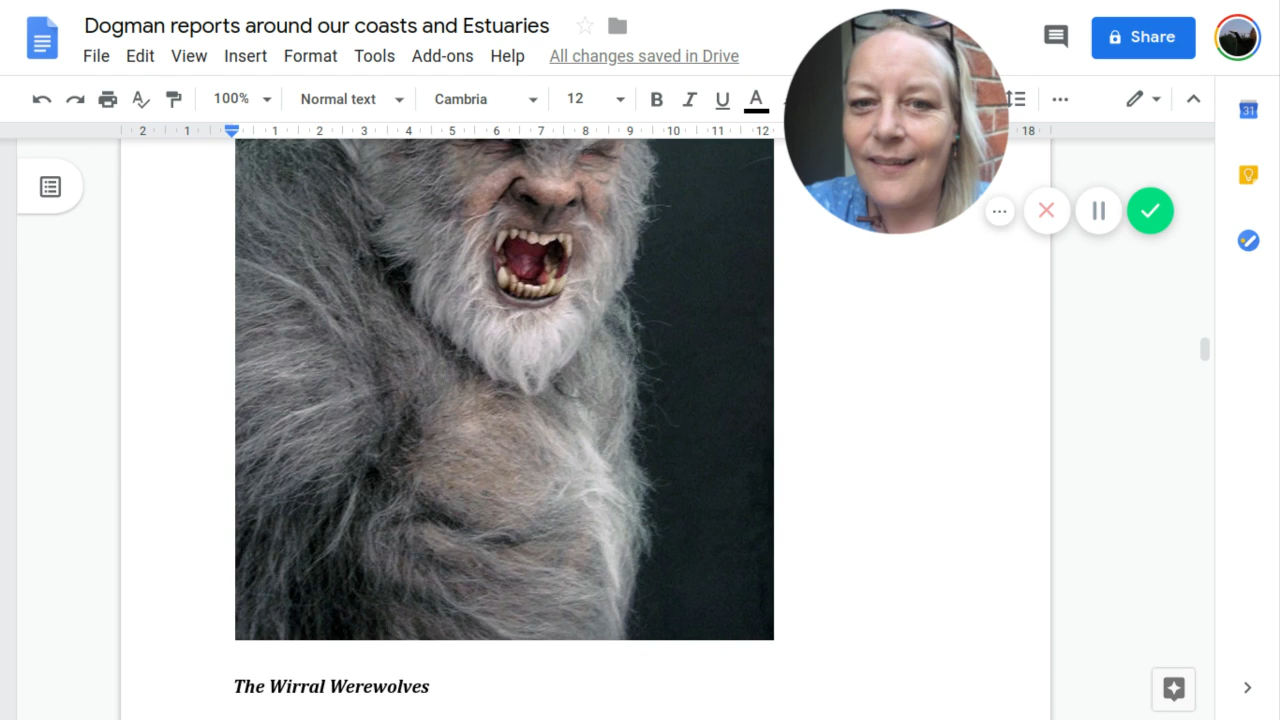 Dogman reports around our coasts and Estuaries
File Edit View Insert Format Tools Add-ons Help All changes saved in Drive
Share
100% Normal text Cambria 12 B I U A
2 1 1 2 3 4 5 6 7 8 9 10 11 12 18
31
The Wirral Werewolves